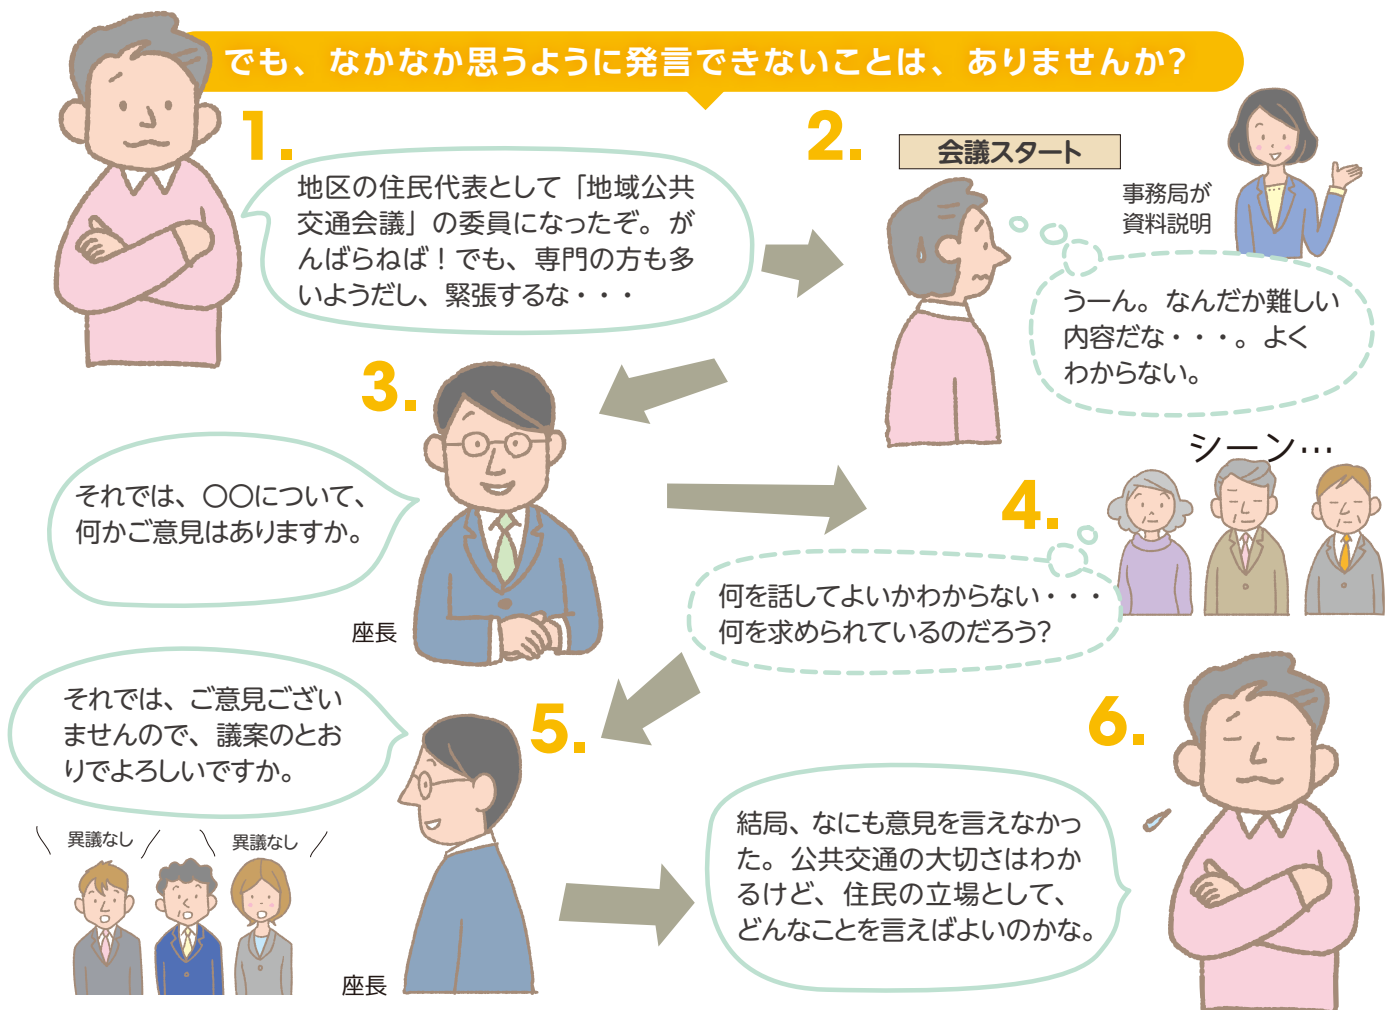 でも、なかなか思うように発言できないことは、ありませんか?
1.
地区の住民代表として「地域公共
交通会議」の委員になったぞ。が
んばらねば！でも、専門の方も多
いようだし、緊張するな・・・
2.
会議スタート
事務局が
資料説明
うーん。なんだか難しい
内容だな・・・。よく
わからない。
3.
それでは、〇〇について、
何かご意見はありますか。
座長
4.
シーン…
何を話してよいかわからない・・・
何を求められているのだろう?
5.
それでは、ご意見ござい
ませんので、議案のとお
りでよろしいですか。
異議なし
異議なし
座長
6.
結局、なにも意見を言えなかっ
た。公共交通の大切さはわか
るけど、住民の立場として、
どんなことを言えばよいのかな。